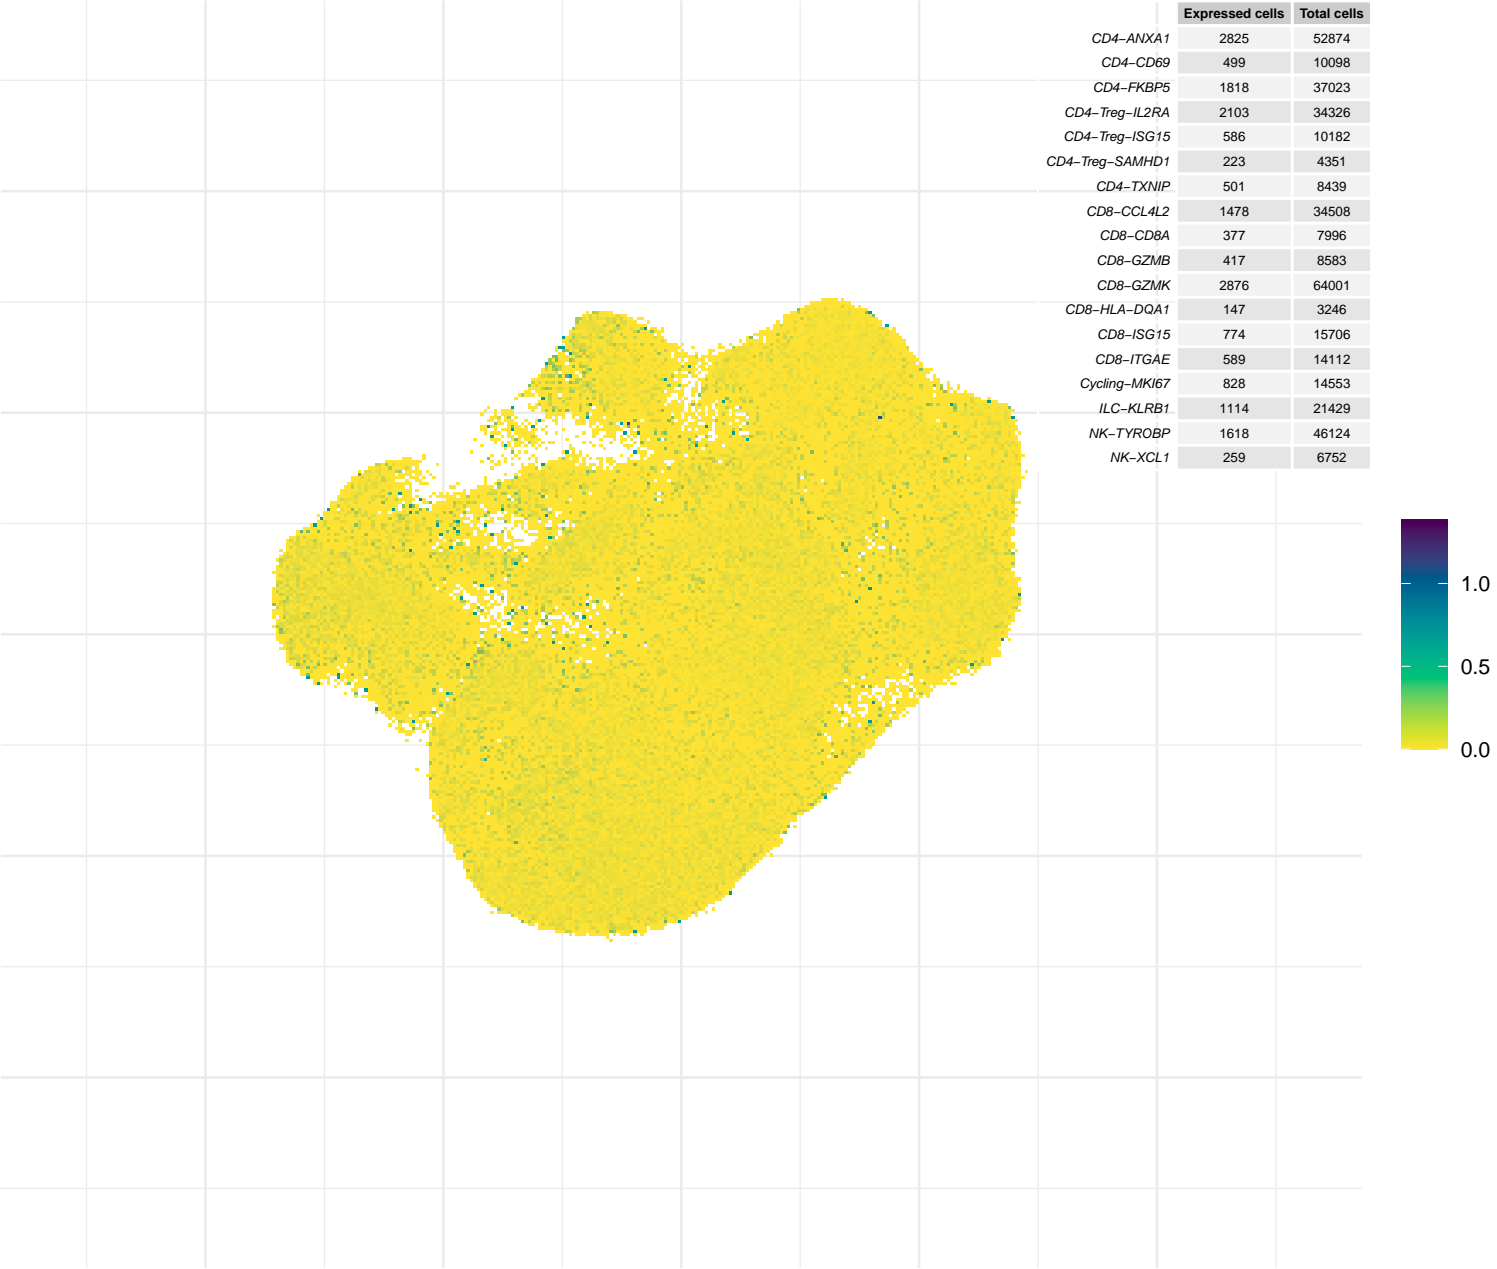 Expressed cells Total cells
CD4−ANXA1 2825 52874
CD4−CD69 499 10098
CD4−FKBP5 1818 37023
CD4−Treg−IL2RA 2103 34326
CD4−Treg−ISG15 586 10182
CD4−Treg−SAMHD1 223 4351
CD4−TXNIP 501 8439
CD8−CCL4L2 1478 34508
CD8−CD8A 377 7996
CD8−GZMB 417 8583
CD8−GZMK 2876 64001
CD8−HLA−DQA1 147 3246
CD8−ISG15 774 15706
CD8−ITGAE 589 14112
Cycling−MKI67 828 14553
ILC−KLRB1 1114 21429
NK−TYROBP 1618 46124
NK−XCL1 259 6752
1.0
0.5
0.0